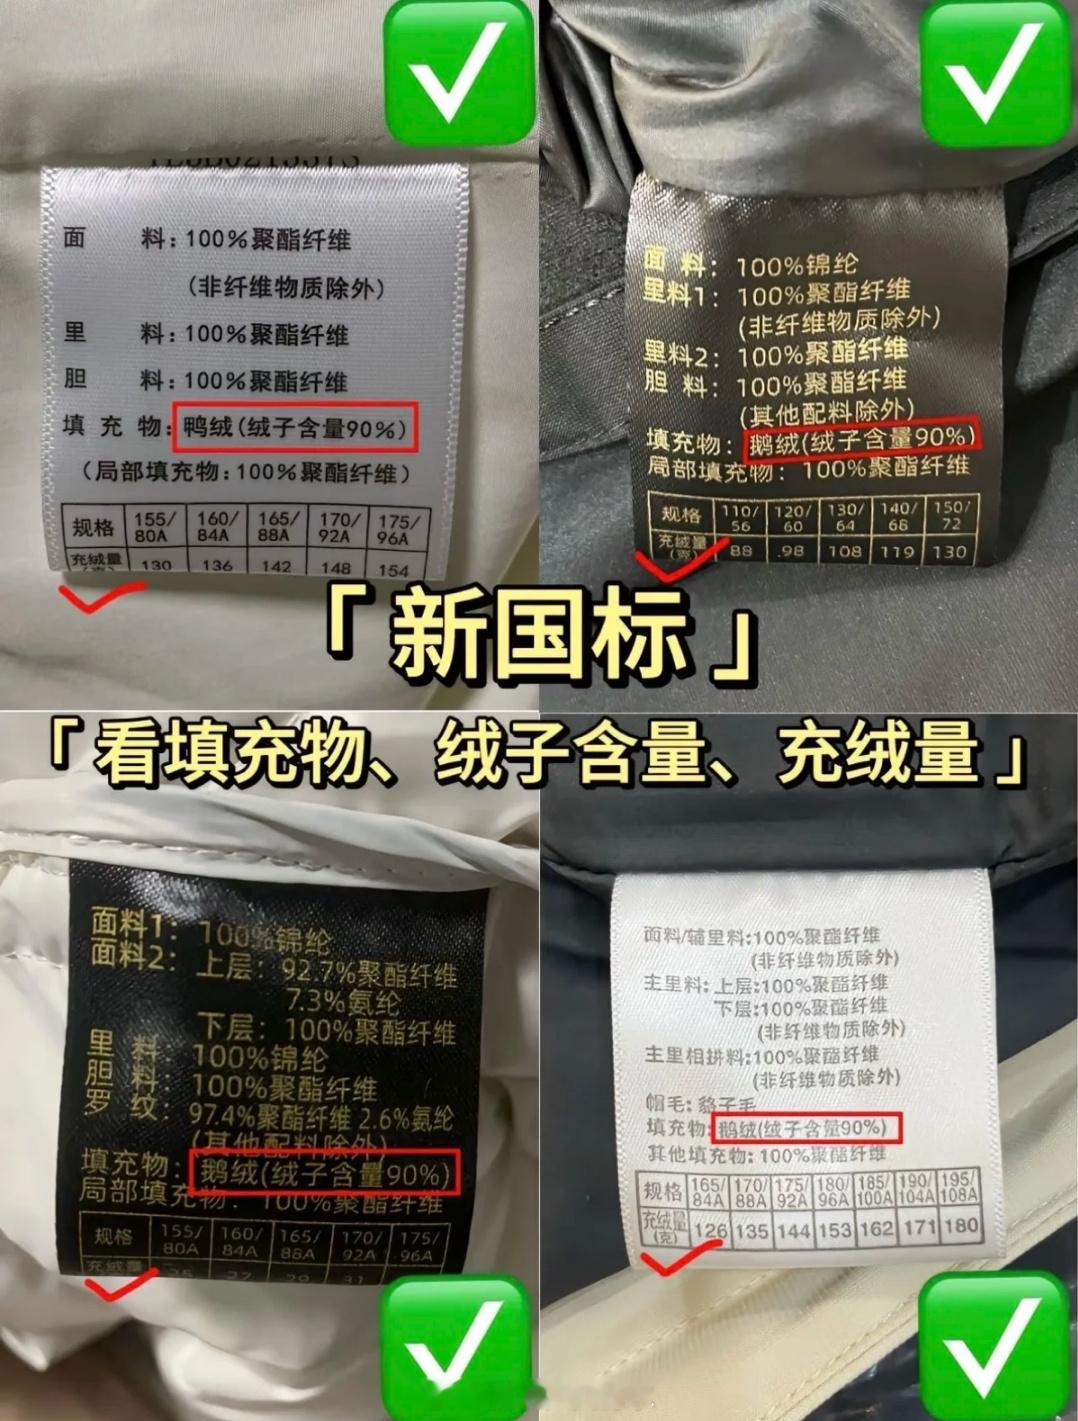 面 料:100%聚酯纤维
(非纤维物质除外)
里 料:100%聚酯纤维
胆 料:100%聚酯纤维
填 充 物:鸭绒(绒子含量90%)
(局部填充物:100%聚酯纤维)
规格 155/80A 160/84A 165/88A 170/92A 175/96A
充绒量(克) 130 136 142 148 154
面 料: 100%锦纶
里料1: 100%聚酯纤维
(非纤维物质除外)
里料2: 100%聚酯纤维
胆 料: 100%聚酯纤维
(其他配料除外)
填充物: 鹅绒(绒子含量90%)
局部填充物: 100%聚酯纤维
规格 110/56 120/60 130/64 140/68 150/72
充绒量(克) 88 98 108 119 130
「新国标」
「看填充物、绒子含量、充绒量」
面料1: 100%锦纶
面料2: 上层: 92.7%聚酯纤维
7.3%氨纶
下层: 100%聚酯纤维
里 料: 100%锦纶
胆 料: 100%聚酯纤维
罗 纹: 97.4%聚酯纤维 2.6%氨纶
(其他配料除外)
填充物: 鹅绒(绒子含量90%)
局部填充物: 100%聚酯纤维
规格 155/80A 160/84A 165/88A 170/92A 175/96A
充绒量
面料/辅里料:100%聚酯纤维
(非纤维物质除外)
主里料:上层:100%聚酯纤维
下层:100%聚酯纤维
(非纤维物质除外)
主里相拼料:100%聚酯纤维
(非纤维物质除外)
帽毛: 貉子毛
填充物:鹅绒(绒子含量90%)
其他填充物: 100%聚酯纤维
规格 165/84A 170/88A 175/92A 180/96A 185/100A 190/104A 195/108A
充绒量(克) 126 135 144 153 162 171 180